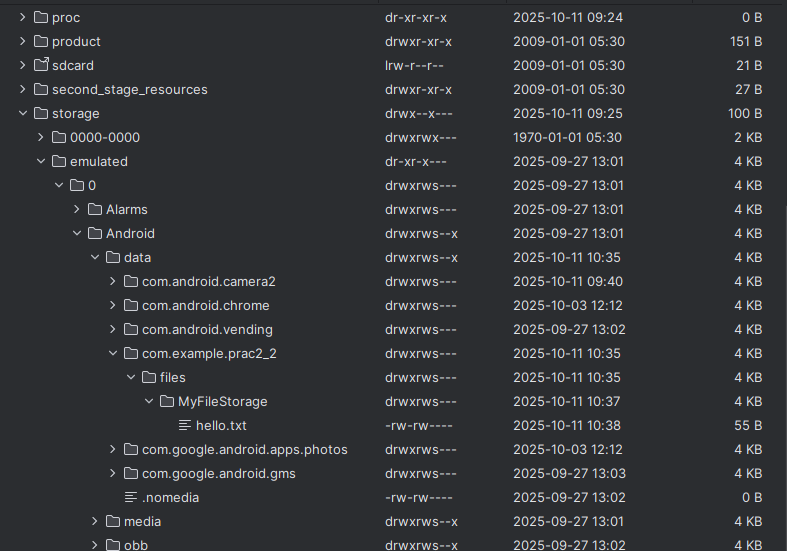 proc dr-xr-xr-x 2025-10-11 09:24 0 B
product drwxr-xr-x 2009-01-01 05:30 151 B
sdcard lrw-r--r-- 2009-01-01 05:30 21 B
second_stage_resources drwxr-xr-x 2009-01-01 05:30 27 B
storage drwx--x--- 2025-10-11 09:25 100 B
0000-0000 drwxrwx--- 1970-01-01 05:30 2 KB
emulated dr-xr-x--- 2025-09-27 13:01 4 KB
0 drwxrws--- 2025-09-27 13:01 4 KB
Alarms drwxrws--- 2025-09-27 13:01 4 KB
Android drwxrws--x 2025-09-27 13:01 4 KB
data drwxrws--x 2025-10-11 10:35 4 KB
com.android.camera2 drwxrws--- 2025-10-11 09:40 4 KB
com.android.chrome drwxrws--- 2025-10-03 12:12 4 KB
com.android.vending drwxrws--- 2025-09-27 13:02 4 KB
com.example.prac2_2 drwxrws--- 2025-10-11 10:35 4 KB
files drwxrws--- 2025-10-11 10:35 4 KB
MyFileStorage drwxrws--- 2025-10-11 10:37 4 KB
hello.txt -rw-rw---- 2025-10-11 10:38 55 B
com.google.android.apps.photos drwxrws--- 2025-10-03 12:12 4 KB
com.google.android.gms drwxrws--- 2025-09-27 13:03 4 KB
.nomedia -rw-rw---- 2025-09-27 13:02 0 B
media drwxrws--x 2025-09-27 13:01 4 KB
obb drwxrws--x 2025-09-27 13:02 4 KB